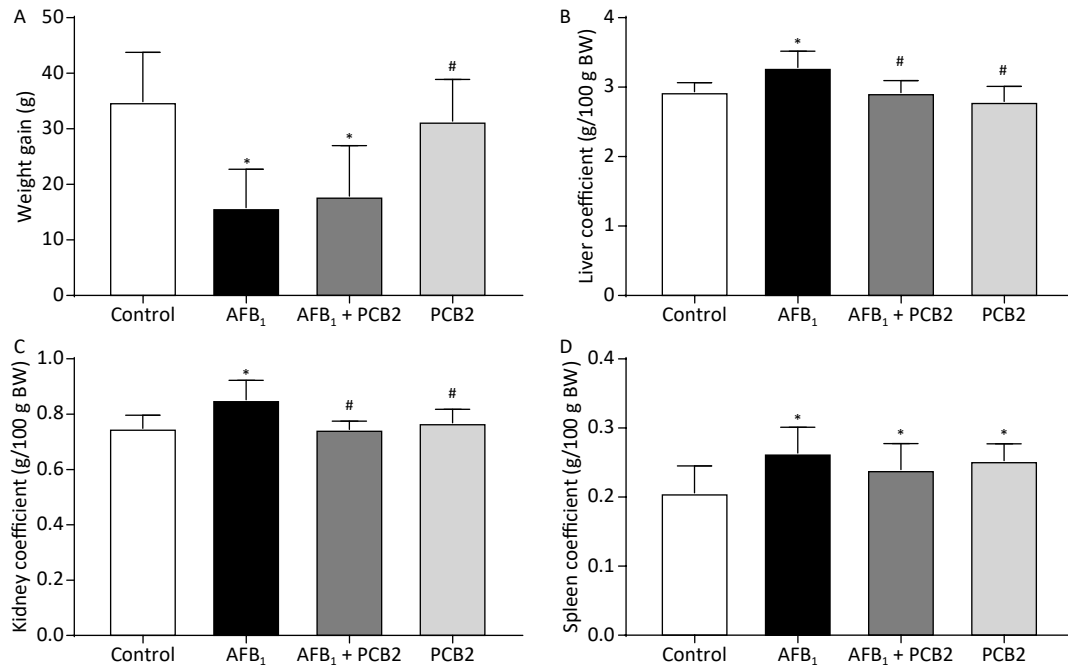 A
Weight gain (g)
50
40
30
20
10
0
*
*
#
Control AFB₁ AFB₁ + PCB2 PCB2
B
Liver coefficient (g/100 g BW)
4
3
2
1
0
*
#
#
Control AFB₁ AFB₁ + PCB2 PCB2
C
Kidney coefficient (g/100 g BW)
1.0
0.8
0.6
0.4
0.2
0.0
*
#
#
Control AFB₁ AFB₁ + PCB2 PCB2
D
Spleen coefficient (g/100 g BW)
0.4
0.3
0.2
0.1
0.0
*
*
*
Control AFB₁ AFB₁ + PCB2 PCB2